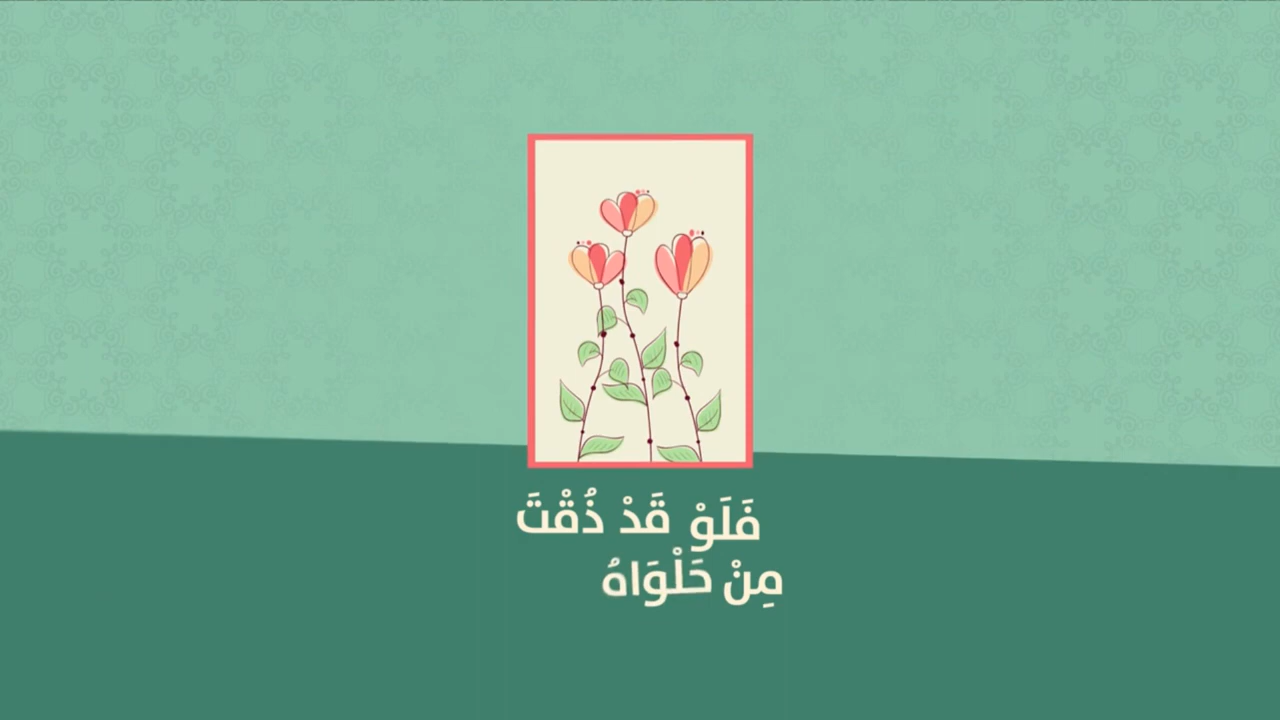 فَلَوْ قَدْ ذُقْتَ
مِنْ حَلْوَاهُ